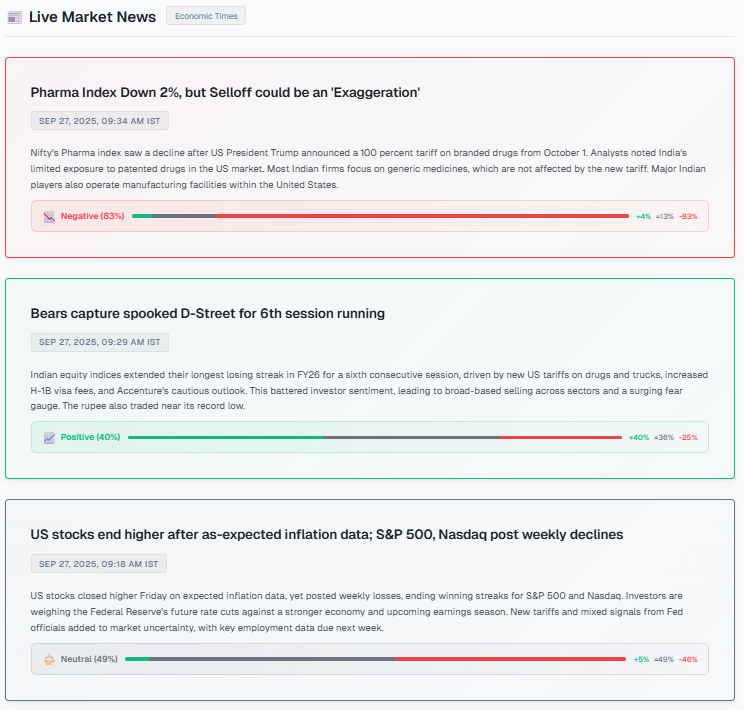 Live Market News
Economic Times
Pharma Index Down 2%, but Selloff could be an 'Exaggeration'
SEP 27, 2025, 09:34 AM IST
Nifty's Pharma index saw a decline after US President Trump announced a 100 percent tariff on branded drugs from October 1. Analysts noted India's
limited exposure to patented drugs in the US market. Most Indian firms focus on generic medicines, which are not affected by the new tariff. Major Indian
players also operate manufacturing facilities within the United States.
Negative (83%) +4% =13% -83%
Bears capture spooked D-Street for 6th session running
SEP 27, 2025, 09:29 AM IST
Indian equity indices extended their longest losing streak in FY26 for a sixth consecutive session, driven by new US tariffs on drugs and trucks, increased
H-1B visa fees, and Accenture's cautious outlook. This battered investor sentiment, leading to broad-based selling across sectors and a surging fear
gauge. The rupee also traded near its record low.
Positive (40%) +40% =36% -25%
US stocks end higher after as-expected inflation data; S&P 500, Nasdaq post weekly declines
SEP 27, 2025, 09:18 AM IST
US stocks closed higher Friday on expected inflation data, yet posted weekly losses, ending winning streaks for S&P 500 and Nasdaq. Investors are
weighing the Federal Reserve's future rate cuts against a stronger economy and upcoming earnings season. New tariffs and mixed signals from Fed
officials added to market uncertainty, with key employment data due next week.
Neutral (49%) +5% =49% -46%